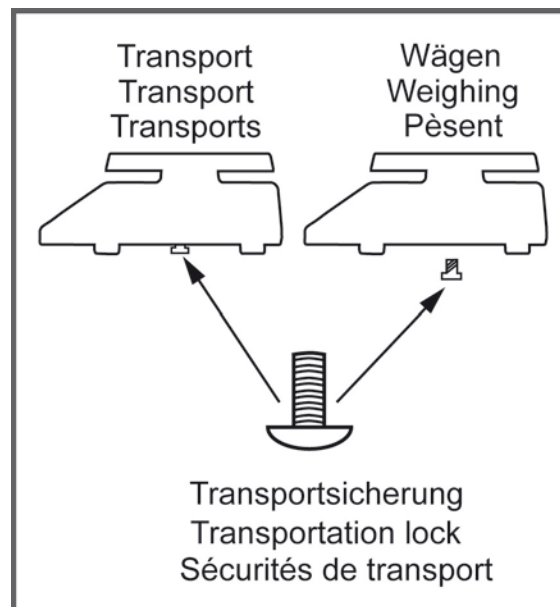 Transport
Transport
Transports
Wägen
Weighing
Pèsent
Transportsicherung
Transportation lock
Sécurités de transport